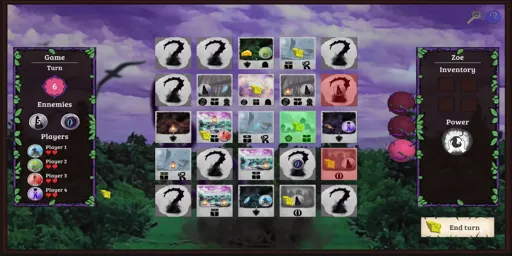 Game
Turn
6
Ennemies
5
0
Players
Player 1
Player 2
Player 3
Player 4
Zoe
Inventory
Power
End turn